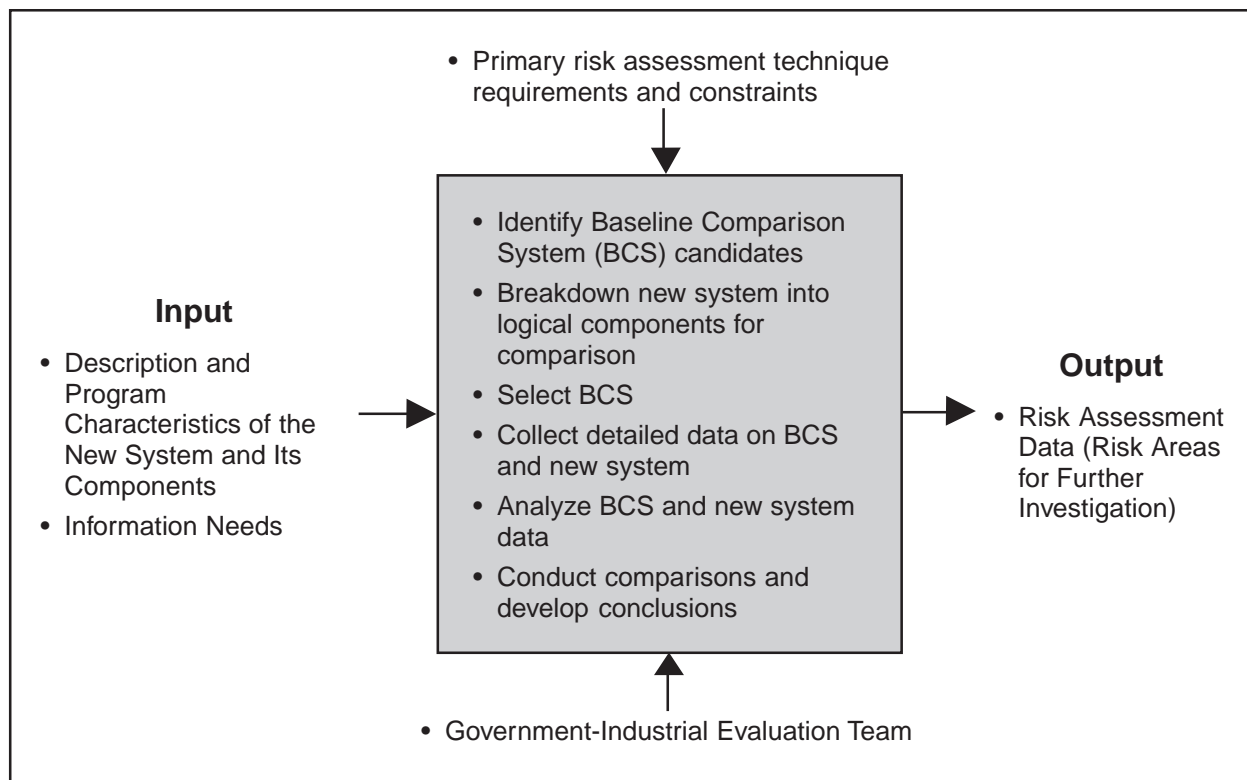 • Primary risk assessment technique
requirements and constraints
Input
• Description and
Program
Characteristics of the
New System and Its
Components
• Information Needs
• Identify Baseline Comparison
System (BCS) candidates
• Breakdown new system into
logical components for
comparison
• Select BCS
• Collect detailed data on BCS
and new system
• Analyze BCS and new system
data
• Conduct comparisons and
develop conclusions
Output
• Risk Assessment
Data (Risk Areas
for Further
Investigation)
• Government-Industrial Evaluation Team